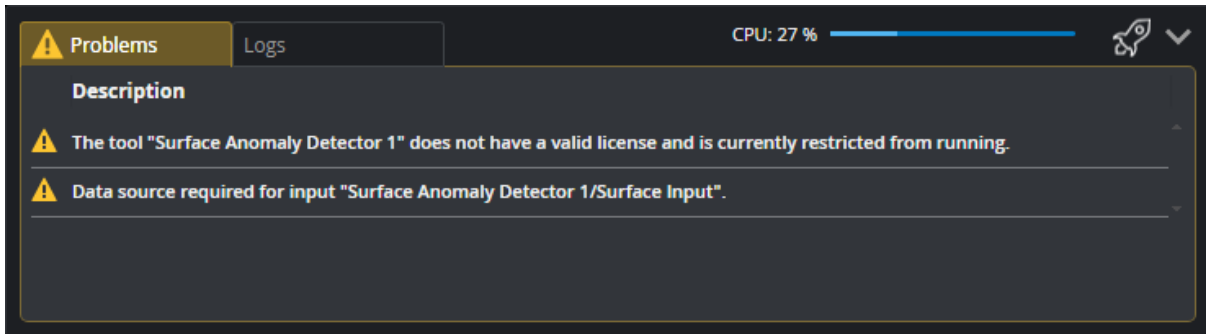 Problems
Logs
CPU: 27 %
Description
The tool "Surface Anomaly Detector 1" does not have a valid license and is currently restricted from running.
Data source required for input "Surface Anomaly Detector 1/Surface Input".